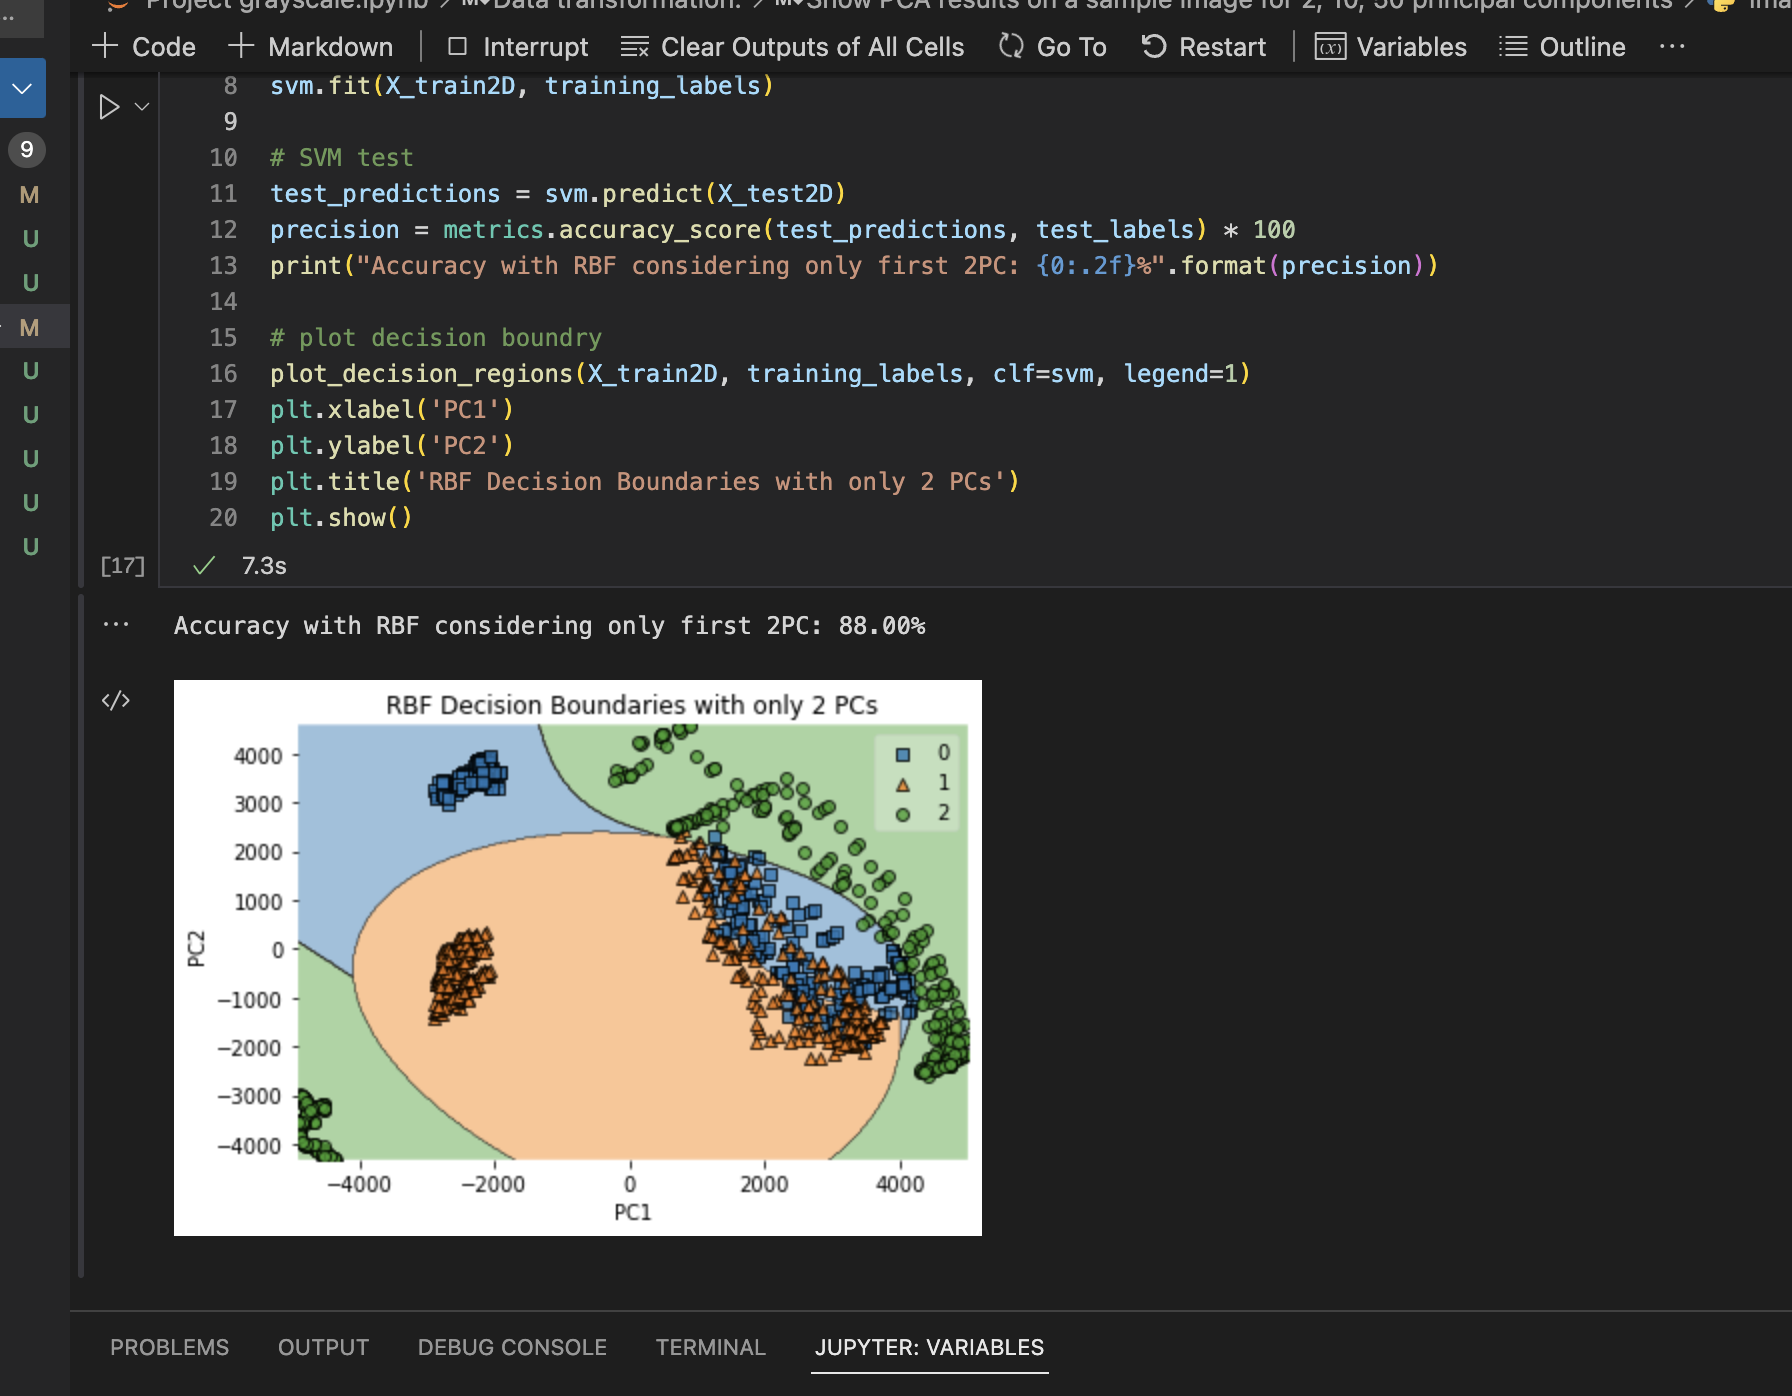 Project grayscale.ipynb > M↓Data transformation. > M↓Show PCA results on a sample image for 2, 10, 50 principal components >
Code Markdown Interrupt Clear Outputs of All Cells Go To Restart (x) Variables Outline ...
8 svm.fit(X_train2D, training_labels)
9
9
10 # SVM test
M
11 test_predictions = svm.predict(X_test2D)
U
12 precision = metrics.accuracy_score(test_predictions, test_labels) * 100
13 print("Accuracy with RBF considering only first 2PC: {0:.2f}%".format(precision))
U
14
M
15 # plot decision boundry
U
16 plot_decision_regions(X_train2D, training_labels, clf=svm, legend=1)
U
17 plt.xlabel('PC1')
18 plt.ylabel('PC2')
U
19 plt.title('RBF Decision Boundaries with only 2 PCs')
U
20 plt.show()
U
[17] 7.3s
Accuracy with RBF considering only first 2PC: 88.00%
</>
RBF Decision Boundaries with only 2 PCs
0
1
2
4000
3000
2000
1000
0
−1000
−2000
−3000
−4000
PC2
−4000 −2000 0 2000 4000
PC1
PROBLEMS OUTPUT DEBUG CONSOLE TERMINAL JUPYTER: VARIABLES